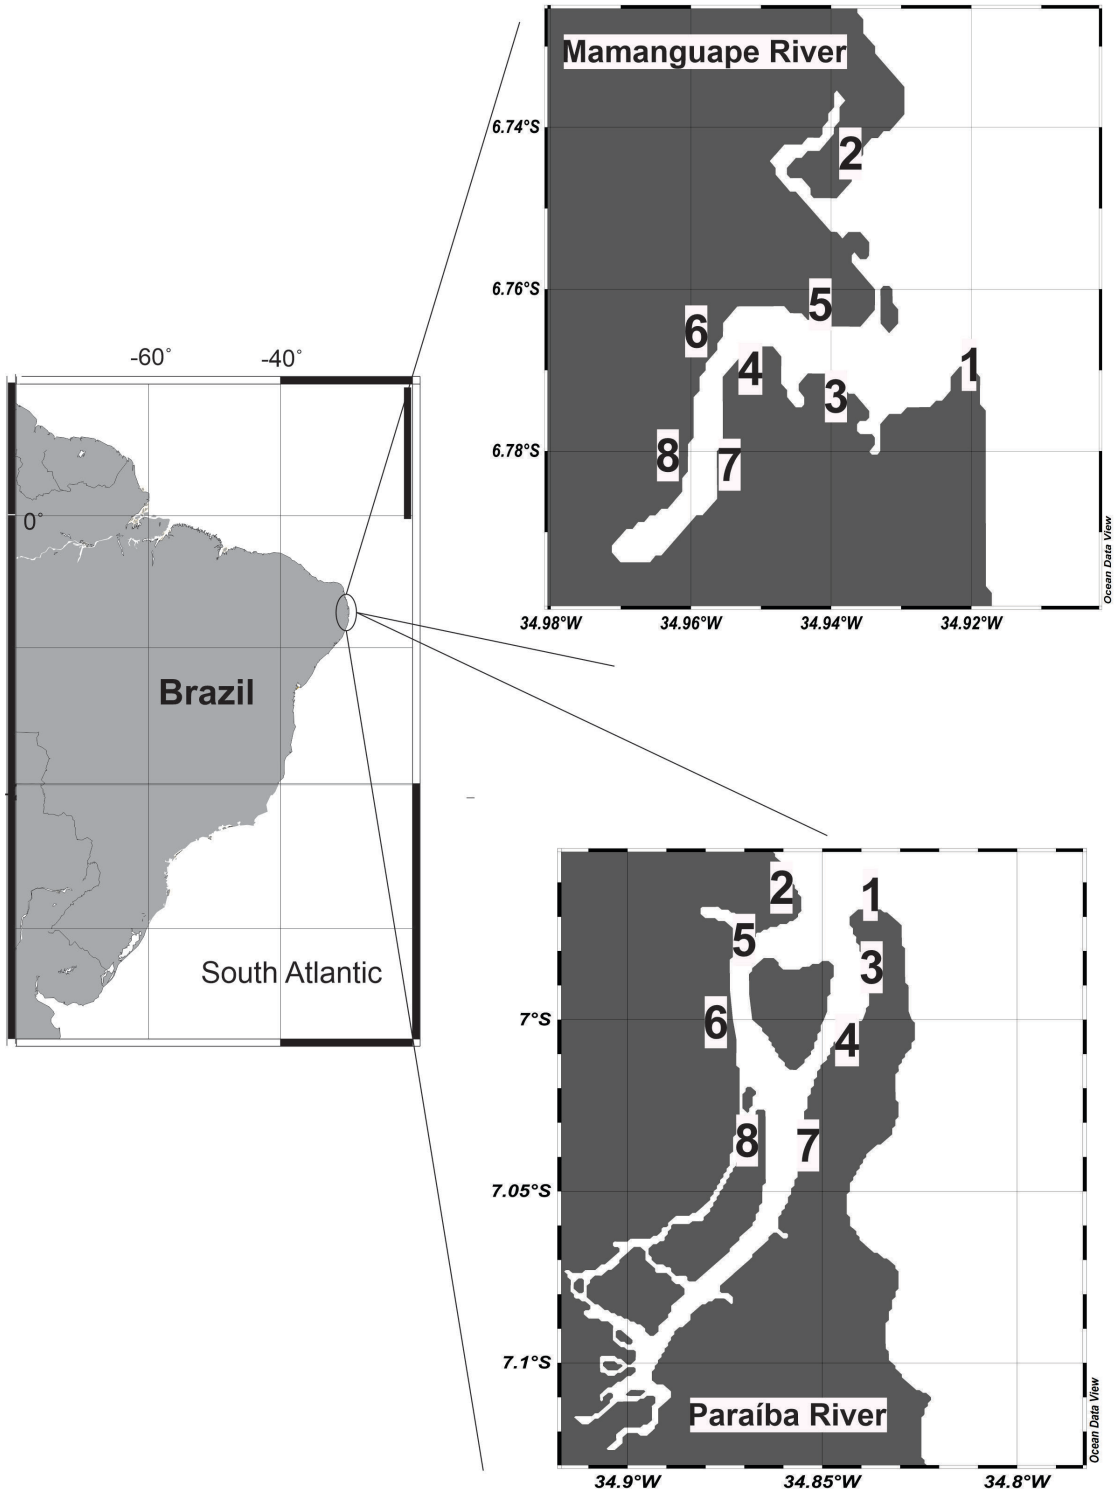 Mamanguape River
6.74°S
2
6.76°S
5
6
1
4
3
6.78°S
8
7
Ocean Data View
34.98°W
34.96°W
34.94°W
34.92°W
-60°
-40°
0°
Brazil
South Atlantic
2
1
5
3
7°S
6
4
8
7
7.05°S
7.1°S
Paraíba River
Ocean Data View
34.9°W
34.85°W
34.8°W